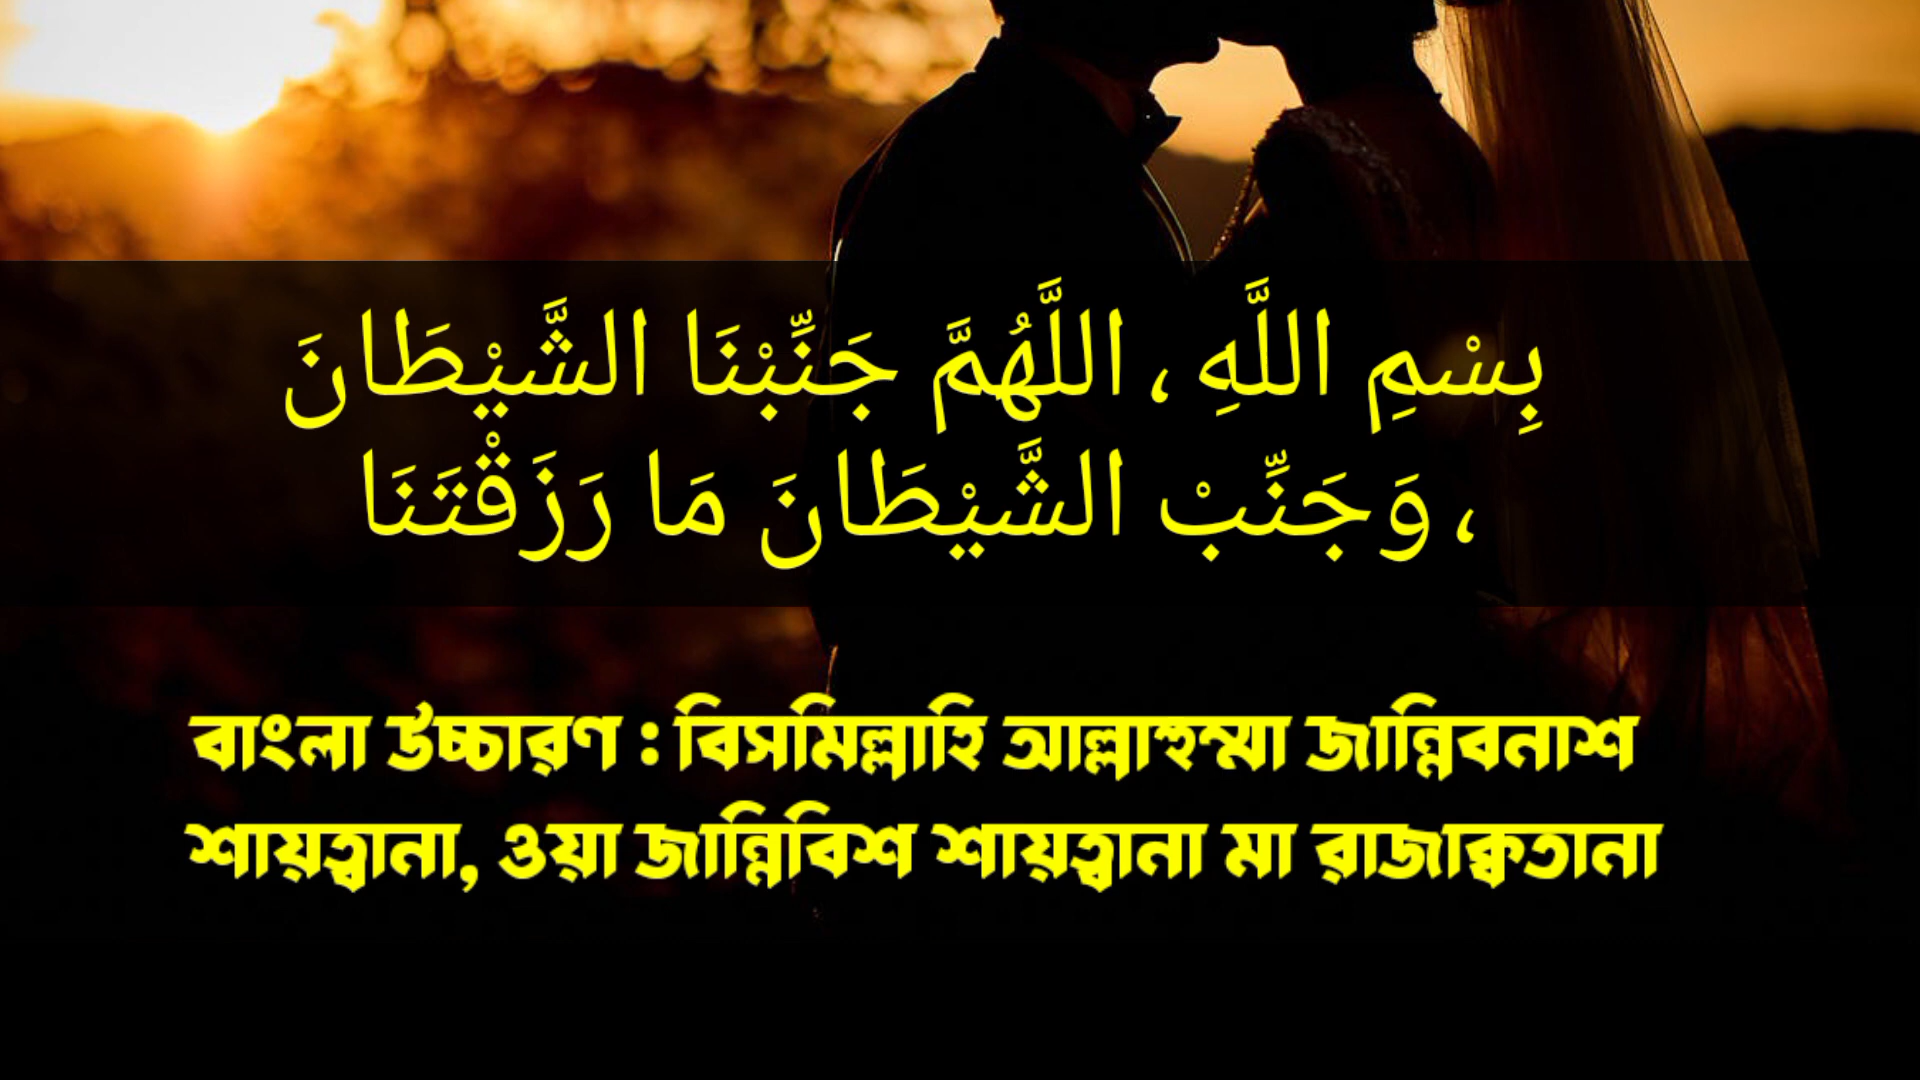 بِسْمِ اللَّهِ ، اللَّهُمَّ جَنِّبْنَا الشَّيْطَانَ
، وَجَنِّبْ الشَّيْطَانَ مَا رَزَقْتَنَا
বাংলা উচ্চারণ : বিসমিল্লাহি আল্লাহুম্মা জান্নিবনাশ
শায়ত্বানা, ওয়া জান্নিবিশ শায়ত্বানা মা রাজাক্বতানা